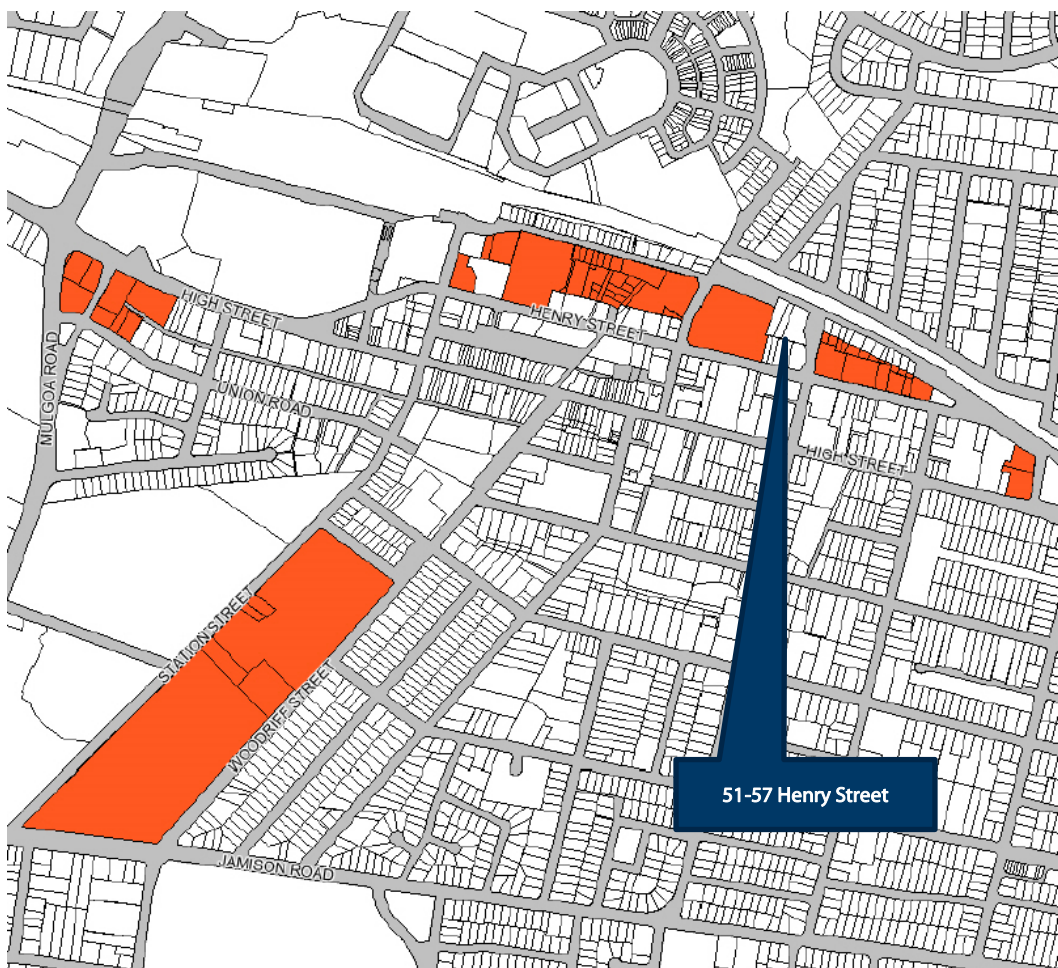 HENRY STREET
HIGH STREET
MULGOA ROAD
UNION ROAD
HIGH STREET
STATION STREET
WOODRIFF STREET
51-57 Henry Street
JAMISON ROAD